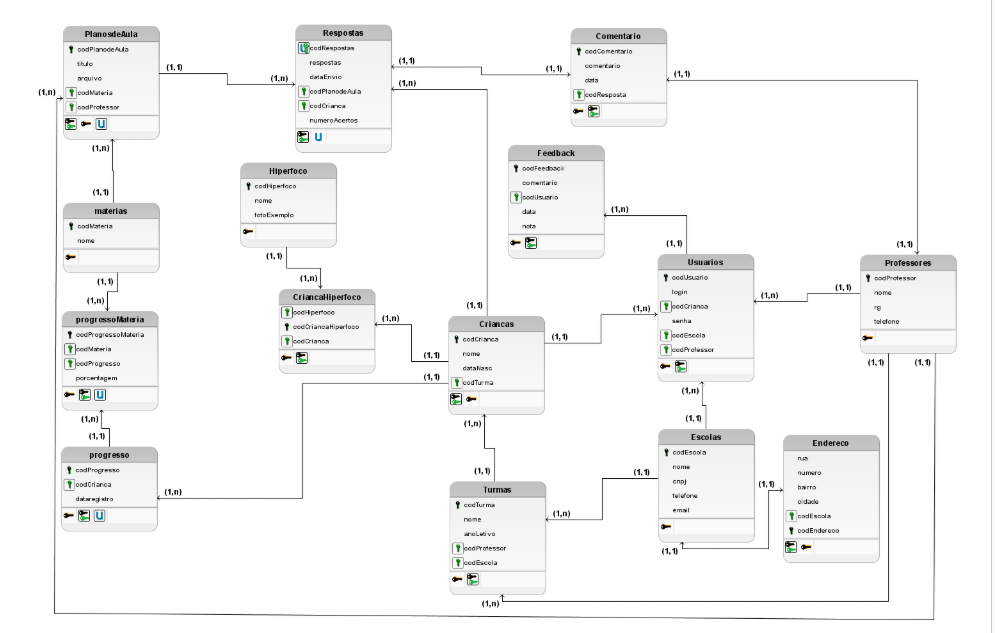 PlanosdeAula
codPlanodeAula
titulo
arquivo
codMateria
codProfessor
(1,1)
(1,n)
Respostas
codRespostas
respostas
dataEnvio
codPlanodeAula
codCrianca
numeroAcertos
(1,1)
(1,n)
(1,1)
Comentario
codComentario
comentario
data
codResposta
(1,1)
(1,n)
(1,n)
(1,1)
materias
codMateria
nome
(1,1)
(1,n)
Hiperfoco
codHiperfoco
nome
fotoExemplo
(1,1)
(1,n)
Feedback
codFeedback
comentario
codUsuario
data
nota
(1,n)
(1,1)
Usuarios
codUsuario
login
codCrianca
senha
codEscola
codProfessor
(1,n)
(1,1)
(1,1)
Professores
codProfessor
nome
rg
telefone
(1,1)
(1,1)
progressoMateria
codProgressoMateria
codMateria
codProgresso
porcentagem
(1,n)
(1,1)
CriancaHiperfoco
codHiperfoco
codCriancaHiperfoco
codCrianca
(1,n)
(1,1)
(1,1)
(1,1)
Criancas
codCrianca
nome
dataNasc
codTurma
(1,1)
(1,n)
(1,n)
(1,1)
(1,n)
(1,1)
progresso
codProgresso
codCrianca
dataregistro
(1,n)
Turmas
codTurma
nome
anoLetivo
codProfessor
codEscola
(1,n)
(1,n)
Escolas
codEscola
nome
cnpj
telefone
email
(1,1)
(1,1)
(1,1)
Endereco
rua
numero
bairro
cidade
codEscola
codEndereco